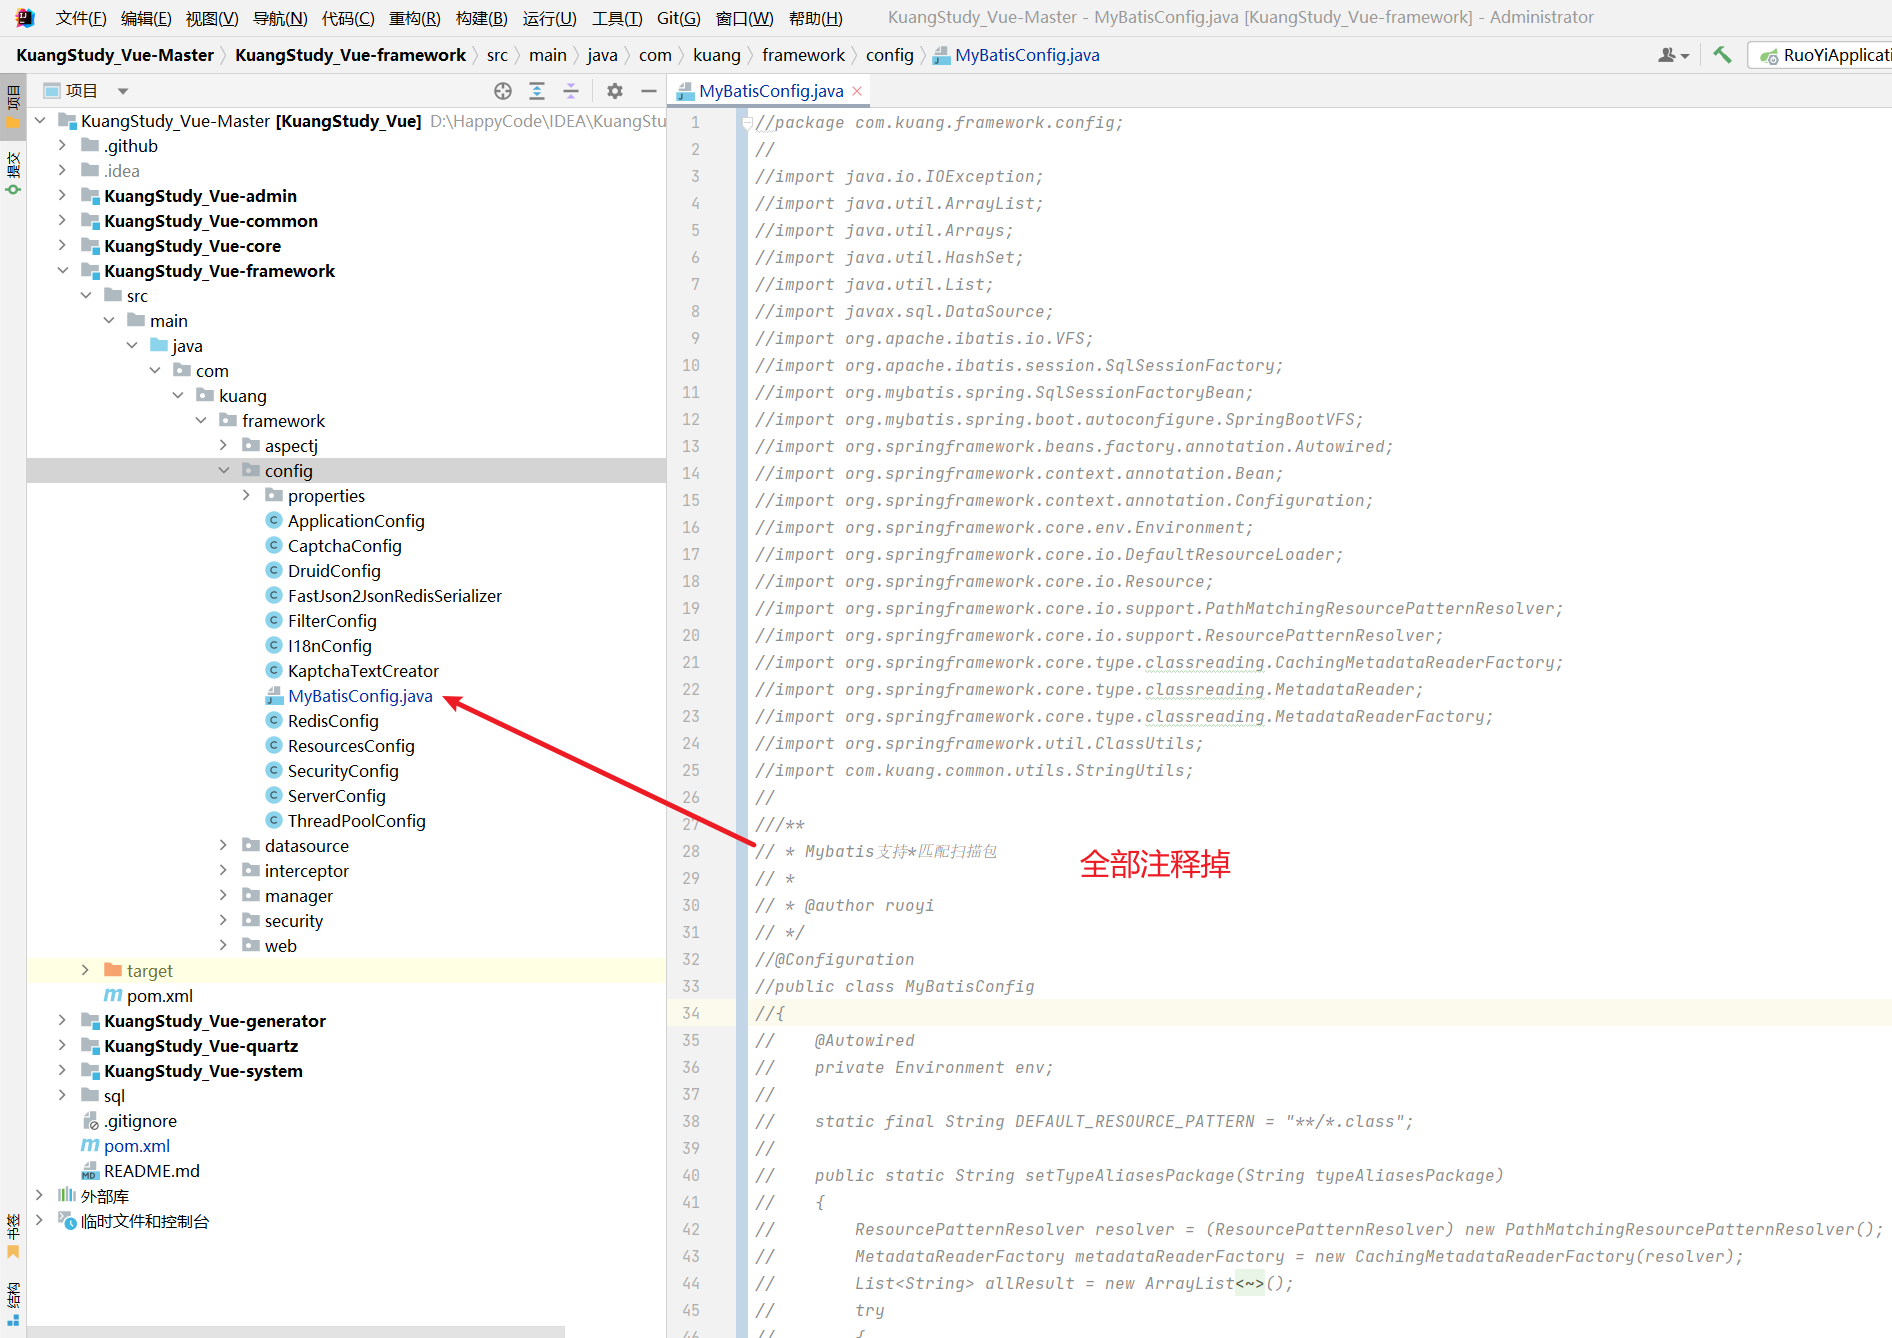 文件(F) 编辑(E) 视图(V) 导航(N) 代码(C) 重构(R) 构建(B) 运行(U) 工具(T) Git(G) 窗口(W) 帮助(H) KuangStudy_Vue-Master - MyBatisConfig.java [KuangStudy_Vue-framework] - Administrator
KuangStudy_Vue-Master KuangStudy_Vue-framework src main java com kuang framework config MyBatisConfig.java RuoYiApplicati
项目
提交
书签
结构
项目
KuangStudy_Vue-Master [KuangStudy_Vue] D:\HappyCode\IDEA\KuangStu
.github
.idea
KuangStudy_Vue-admin
KuangStudy_Vue-common
KuangStudy_Vue-core
KuangStudy_Vue-framework
src
main
java
com
kuang
framework
aspectj
config
properties
ApplicationConfig
CaptchaConfig
DruidConfig
FastJson2JsonRedisSerializer
FilterConfig
I18nConfig
KaptchaTextCreator
MyBatisConfig.java
RedisConfig
ResourcesConfig
SecurityConfig
ServerConfig
ThreadPoolConfig
datasource
interceptor
manager
security
web
target
pom.xml
KuangStudy_Vue-generator
KuangStudy_Vue-quartz
KuangStudy_Vue-system
sql
.gitignore
pom.xml
README.md
外部库
临时文件和控制台
MyBatisConfig.java
1 //package com.kuang.framework.config;
2 //
3 //import java.io.IOException;
4 //import java.util.ArrayList;
5 //import java.util.Arrays;
6 //import java.util.HashSet;
7 //import java.util.List;
8 //import javax.sql.DataSource;
9 //import org.apache.ibatis.io.VFS;
10 //import org.apache.ibatis.session.SqlSessionFactory;
11 //import org.mybatis.spring.SqlSessionFactoryBean;
12 //import org.mybatis.spring.boot.autoconfigure.SpringBootVFS;
13 //import org.springframework.beans.factory.annotation.Autowired;
14 //import org.springframework.context.annotation.Bean;
15 //import org.springframework.context.annotation.Configuration;
16 //import org.springframework.core.env.Environment;
17 //import org.springframework.core.io.DefaultResourceLoader;
18 //import org.springframework.core.io.Resource;
19 //import org.springframework.core.io.support.PathMatchingResourcePatternResolver;
20 //import org.springframework.core.io.support.ResourcePatternResolver;
21 //import org.springframework.core.type.classreading.CachingMetadataReaderFactory;
22 //import org.springframework.core.type.classreading.MetadataReader;
23 //import org.springframework.core.type.classreading.MetadataReaderFactory;
24 //import org.springframework.util.ClassUtils;
25 //import com.kuang.common.utils.StringUtils;
26 //
27 ///**
28 // * Mybatis支持*匹配扫描包
全部注释掉
29 // *
30 // * @author ruoyi
31 // */
32 //@Configuration
33 //public class MyBatisConfig
34 //{
35 // @Autowired
36 // private Environment env;
37 //
38 // static final String DEFAULT_RESOURCE_PATTERN = "**/*.class";
39 //
40 // public static String setTypeAliasesPackage(String typeAliasesPackage)
41 // {
42 // ResourcePatternResolver resolver = (ResourcePatternResolver) new PathMatchingResourcePatternResolver();
43 // MetadataReaderFactory metadataReaderFactory = new CachingMetadataReaderFactory(resolver);
44 // List<String> allResult = new ArrayList<~>();
45 // try
46 // {